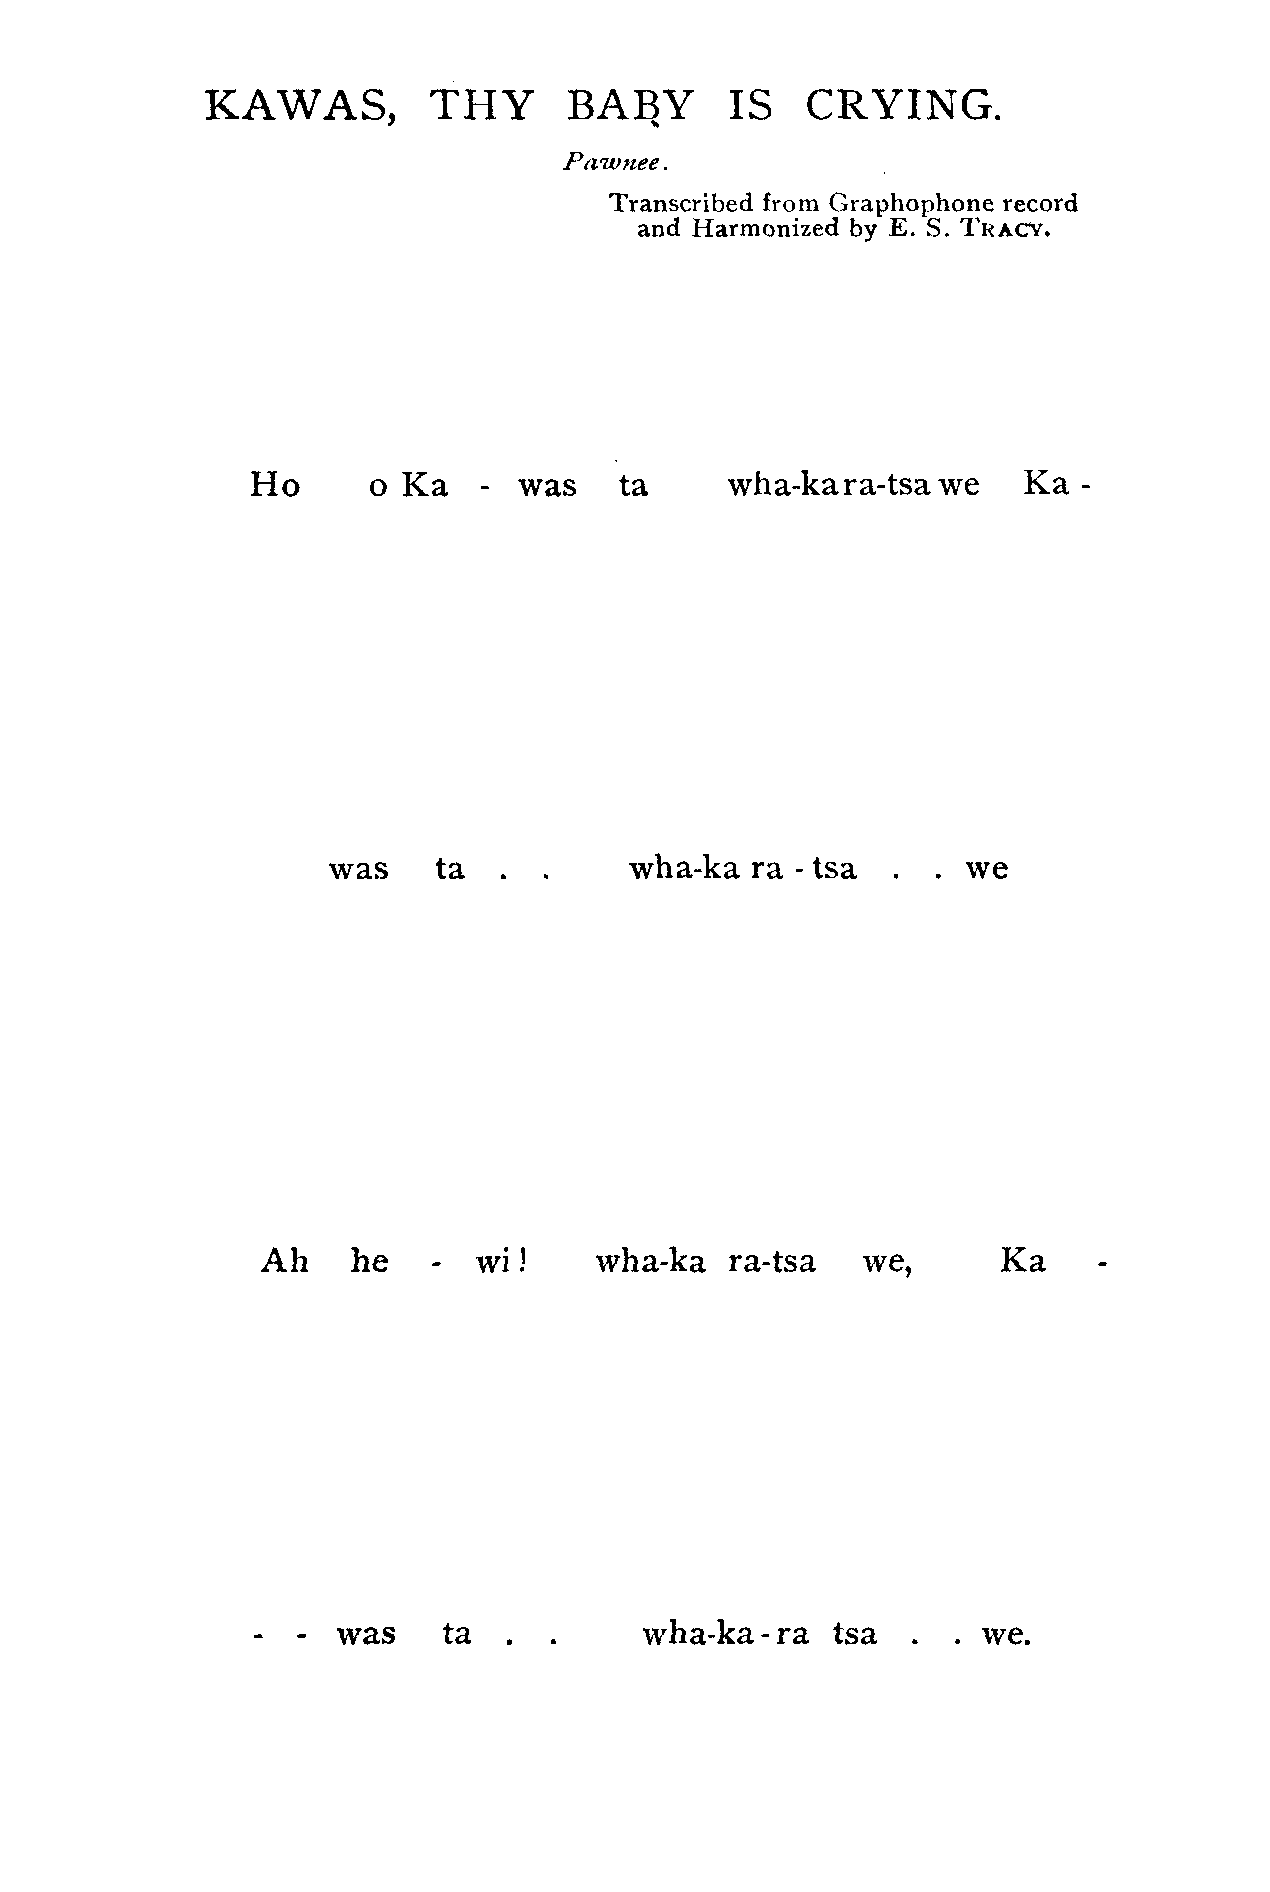 KAWAS, THY BABY IS CRYING.
Pawnee.
Transcribed from Graphophone record
and Harmonized by E. S. TRACY.
Ho o Ka - was ta wha-ka ra-tsa we Ka -
was ta . . wha-ka ra - tsa . . we
Ah he - wi! wha-ka ra-tsa we, Ka -
- - was ta . . wha-ka - ra tsa . . we.